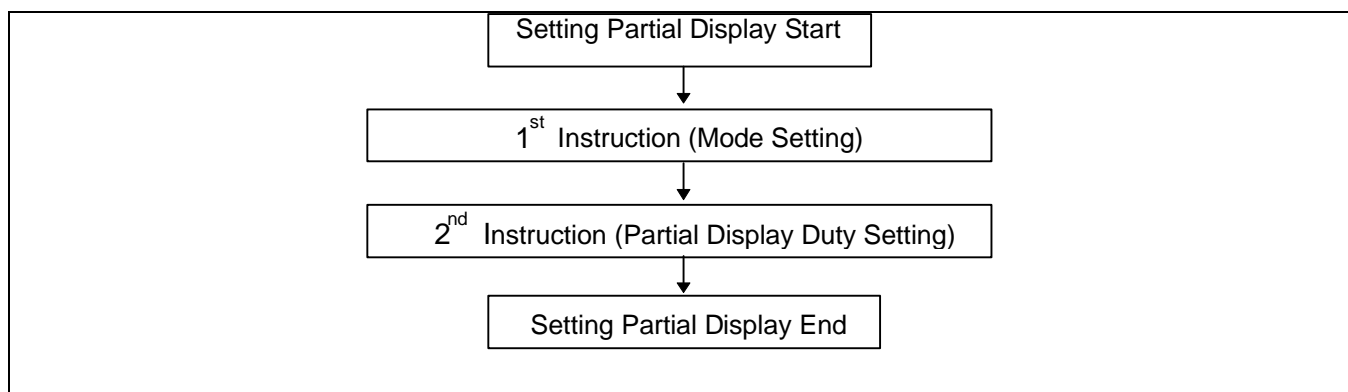 Setting Partial Display Start
1st Instruction (Mode Setting)
2nd Instruction (Partial Display Duty Setting)
Setting Partial Display End